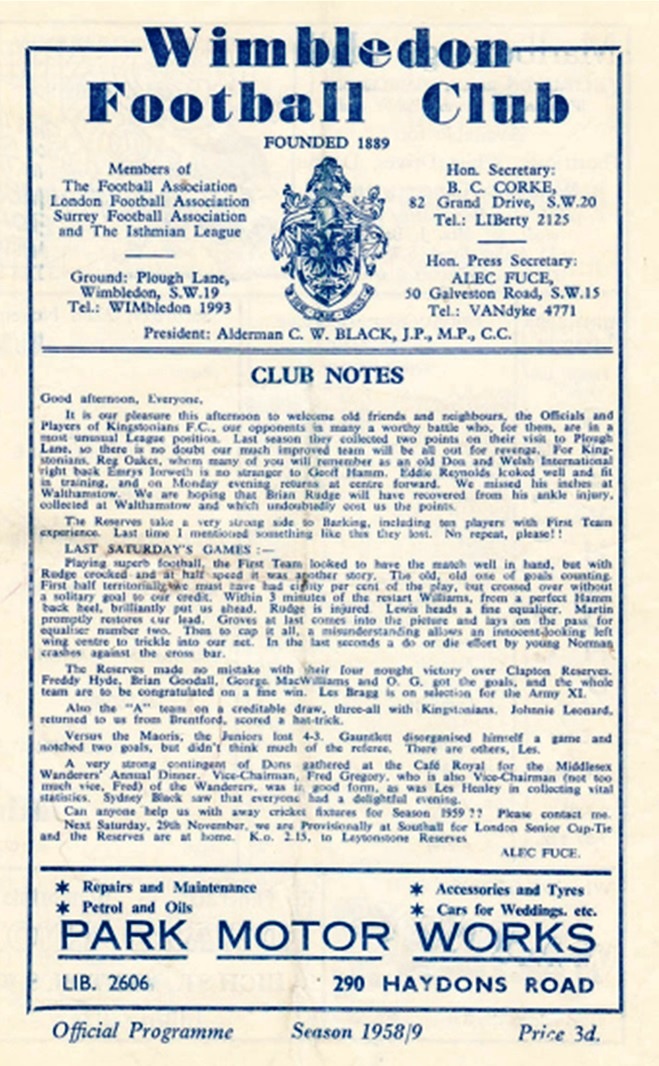 Wimbledon
Football Club
FOUNDED 1889
Members of
The Football Association
London Football Association
Surrey Football Association
and The Isthmian League
Ground: Plough Lane,
Wimbledon, S.W.19
Tel.: WIMbledon 1993
Hon. Secretary:
B. C. CORKE,
82 Grand Drive, S.W.20
Tel.: LIBerty 2125
Hon. Press Secretary:
ALEC FUCE,
50 Galveston Road, S.W.15
Tel.: VANdyke 4771
President: Alderman C. W. BLACK, J.P., M.P., C.C.
CLUB NOTES
Good afternoon, Everyone,
It is our pleasure this afternoon to welcome old friends and neighbours, the Officials and
Players of Kingstonians F.C., our opponents in many a worthy battle who, for them, are in a
most unusual League position. Last season they collected two points on their visit to Plough
Lane, so there is no doubt our much improved team will be all out for revenge. For King-
stonians, Reg Oakes, whom many of you will remember as an old Don and Welsh International
right back Emrys Iorweth is no stranger to Geoff Hamm. Eddie Reynolds looked well and fit
in training, and on Monday evening returns at centre forward. We missed his inches at
Walthamstow. We are hoping that Brian Rudge will have recovered from his ankle injury,
collected at Walthamstow and which undoubtedly cost us the points.
The Reserves take a very strong side to Barking, including ten players with First Team
experience. Last time I mentioned something like this they lost. No repeat, please!!
LAST SATURDAY'S GAMES :—
Playing superb football, the First Team looked to have the match well in hand, but with
Rudge crocked and at half speed it was another story. The old, old one of goals counting.
First half territorially we must have had eighty per cent of the play, but crossed over without
a solitary goal to our credit. Within 3 minutes of the restart Williams, from a perfect Hamm
back heel, brilliantly put us ahead. Rudge is injured. Lewis heads a fine equaliser. Martin
promptly restores our lead. Groves at last comes into the picture and lays on the pass for
equaliser number two. Then to cap it all, a misunderstanding allows an innocent looking left
wing centre to trickle into our net. In the last seconds a do or die effort by young Norman
crashes against the cross bar.
The Reserves made no mistake with their four nought victory over Clapton Reserves.
Freddy Hyde, Brian Goodall, George MacWilliams and O. G. got the goals, and the whole
team are to be congratulated on a fine win. Les Bragg is on selection for the Army XI.
Also the "A" team on a creditable draw, three-all with Kingstonians. Johnnie Leonard,
returned to us from Brentford, scored a hat-trick.
Versus the Maoris, the Juniors lost 4-3. Gauntlett disorganised himself a game and
notched two goals, but didn't think much of the referee. There are others, Les.
A very strong contingent of Dons gathered at the Café Royal for the Middlesex
Wanderers' Annual Dinner. Vice-Chairman, Fred Gregory, who is also Vice-Chairman (not too
much vice, Fred) of the Wanderers, was in good form, as was Les Henley in collecting vital
statistics. Sydney Black saw that everyone had a delightful evening.
Can anyone help us with away cricket fixtures for Season 1959 ?? Please contact me.
Next Saturday, 29th November, we are Provisionally at Southall for London Senior Cup-Tie
and the Reserves are at home. K.o. 2.15, to Leytonstone Reserves
ALEC FUCE.
* Repairs and Maintenance
* Petrol and Oils
* Accessories and Tyres
* Cars for Weddings. etc.
PARK MOTOR WORKS
LIB. 2606
290 HAYDONS ROAD
Official Programme Season 1958/9 Price 3d.